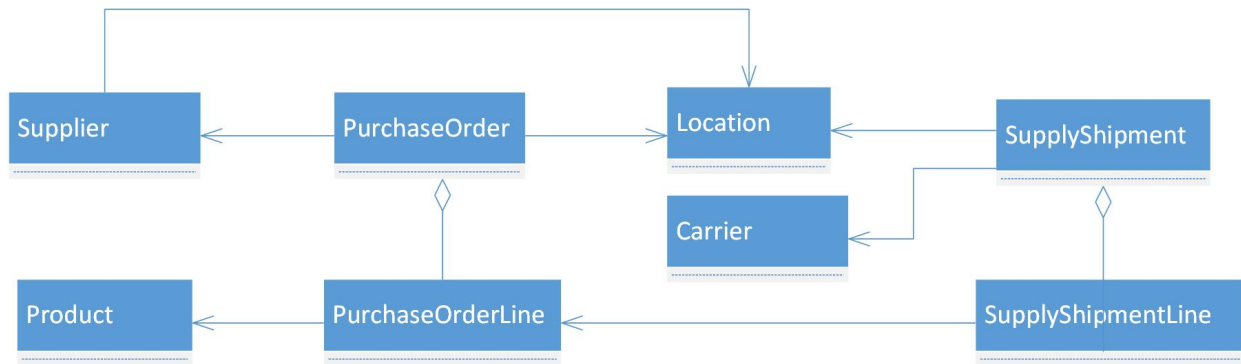 Supplier
PurchaseOrder
Location
SupplyShipment
Carrier
Product
PurchaseOrderLine
SupplyShipmentLine